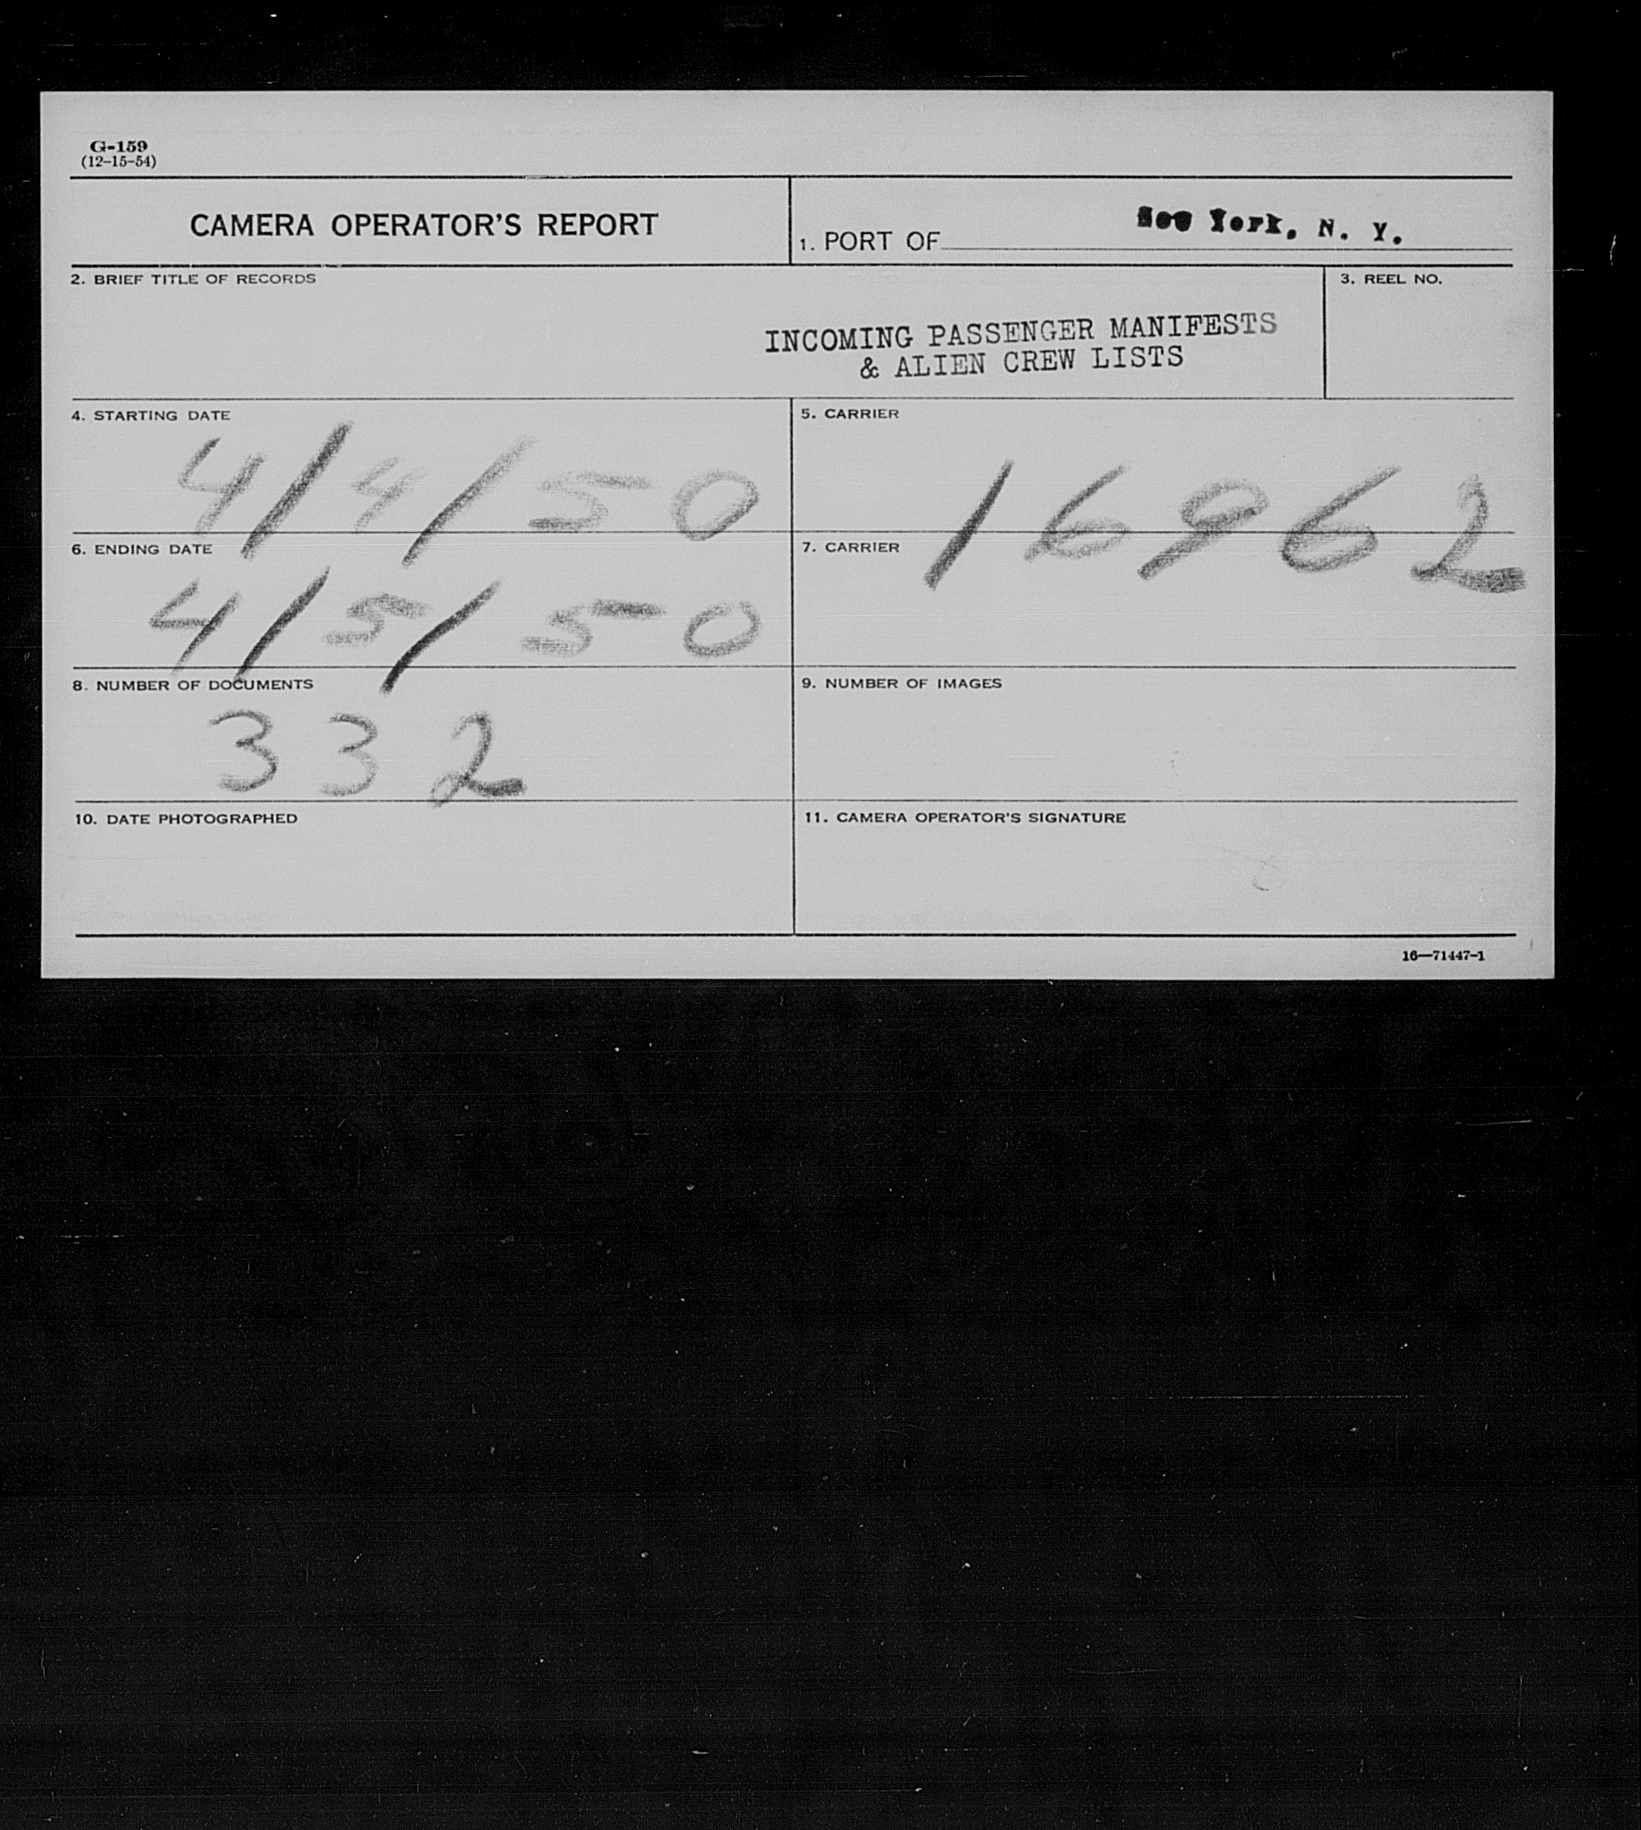 G-159
(12-15-54)
CAMERA OPERATOR'S REPORT
1. PORT OF New York, N. Y.
2. BRIEF TITLE OF RECORDS
INCOMING PASSENGER MANIFESTS
& ALIEN CREW LISTS
3. REEL NO.
4. STARTING DATE
4/4/50
5. CARRIER
16962
6. ENDING DATE
4/5/50
7. CARRIER
8. NUMBER OF DOCUMENTS
332
9. NUMBER OF IMAGES
10. DATE PHOTOGRAPHED
11. CAMERA OPERATOR'S SIGNATURE
16—71447-1